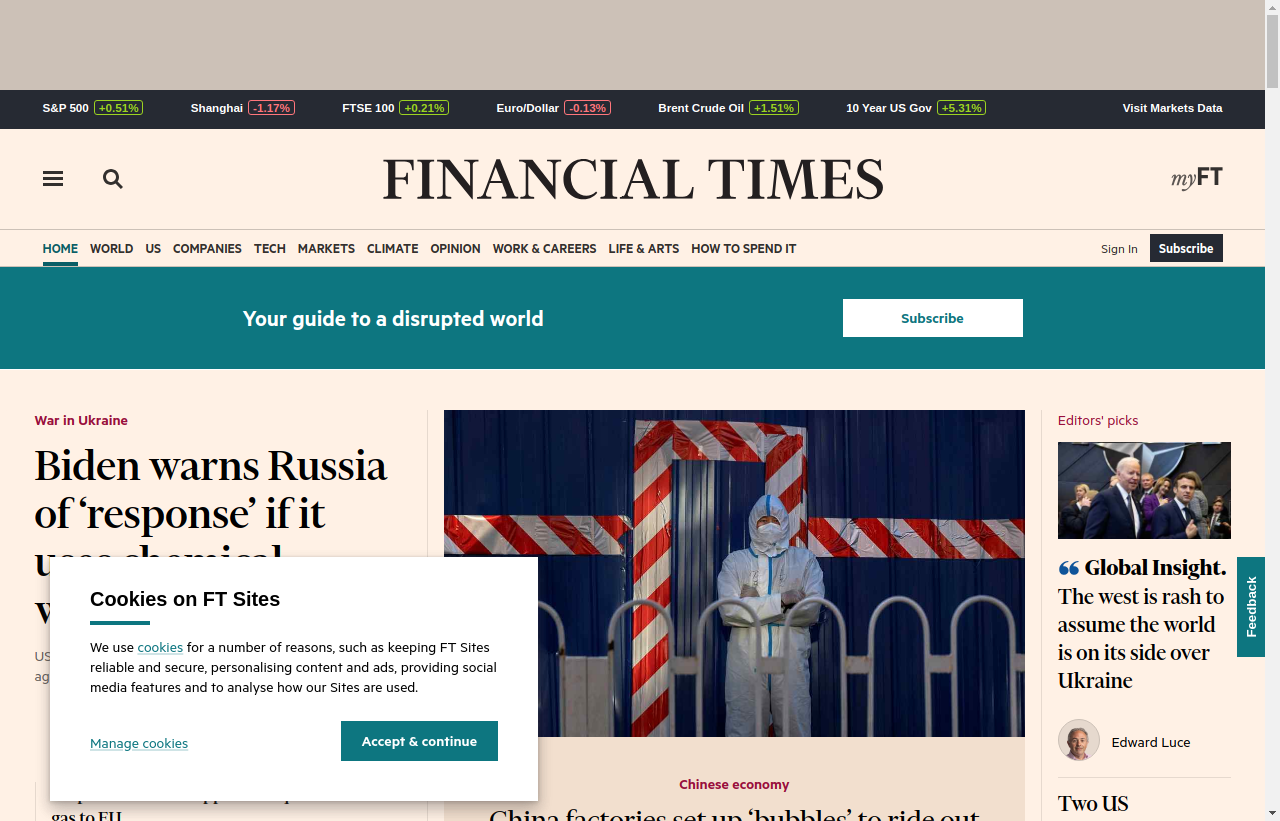 S&P 500 +0.51% Shanghai -1.17% FTSE 100 +0.21% Euro/Dollar -0.13% Brent Crude Oil +1.51% 10 Year US Gov +5.31% Visit Markets Data
FINANCIAL TIMES
myFT
HOME WORLD US COMPANIES TECH MARKETS CLIMATE OPINION WORK & CAREERS LIFE & ARTS HOW TO SPEND IT Sign In Subscribe
Your guide to a disrupted world Subscribe
War in Ukraine
Biden warns Russia
of ‘response’ if it
Cookies on FT Sites
We use cookies for a number of reasons, such as keeping FT Sites
reliable and secure, personalising content and ads, providing social
media features and to analyse how our Sites are used.
Manage cookies Accept & continue
gas to EU
Chinese economy
China factories set up ‘bubbles’ to ride out
Editors' picks
Global Insight.
The west is rash to
assume the world
is on its side over
Ukraine
Edward Luce
Two US
Feedback